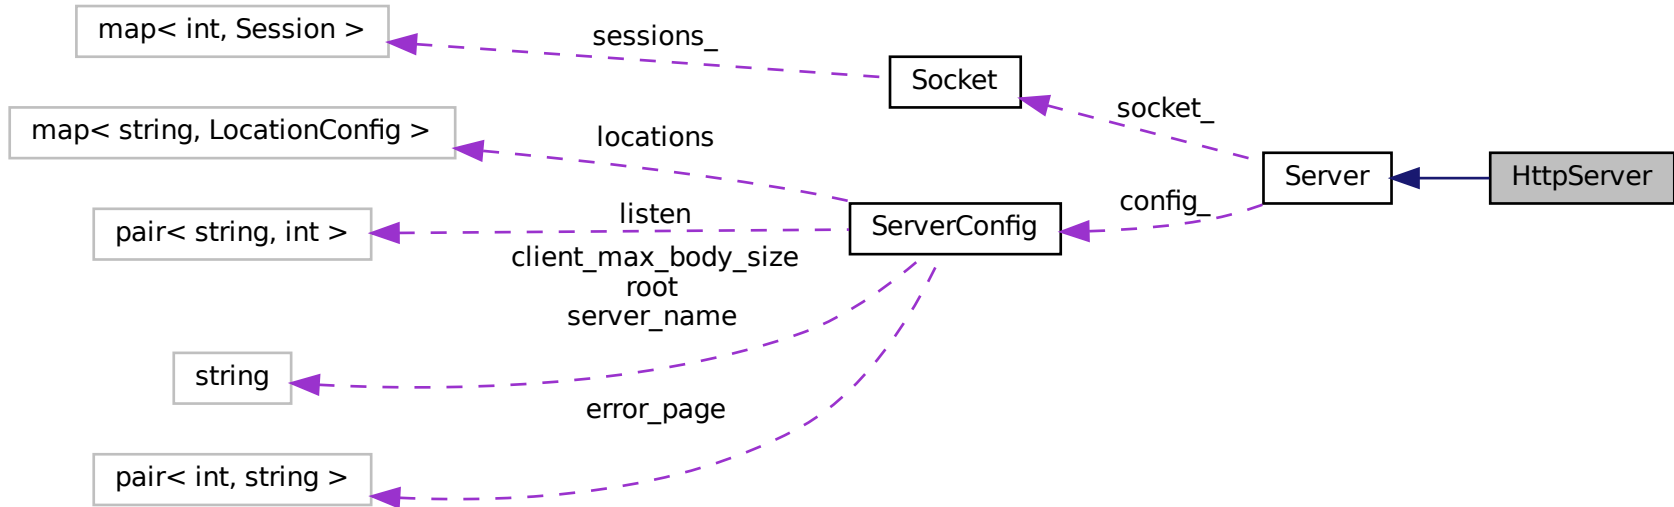 map< int, Session >
sessions_
Socket
map< string, LocationConfig >
locations
socket_
Server
HttpServer
pair< string, int >
listen
ServerConfig
config_
client_max_body_size
root
server_name
string
error_page
pair< int, string >